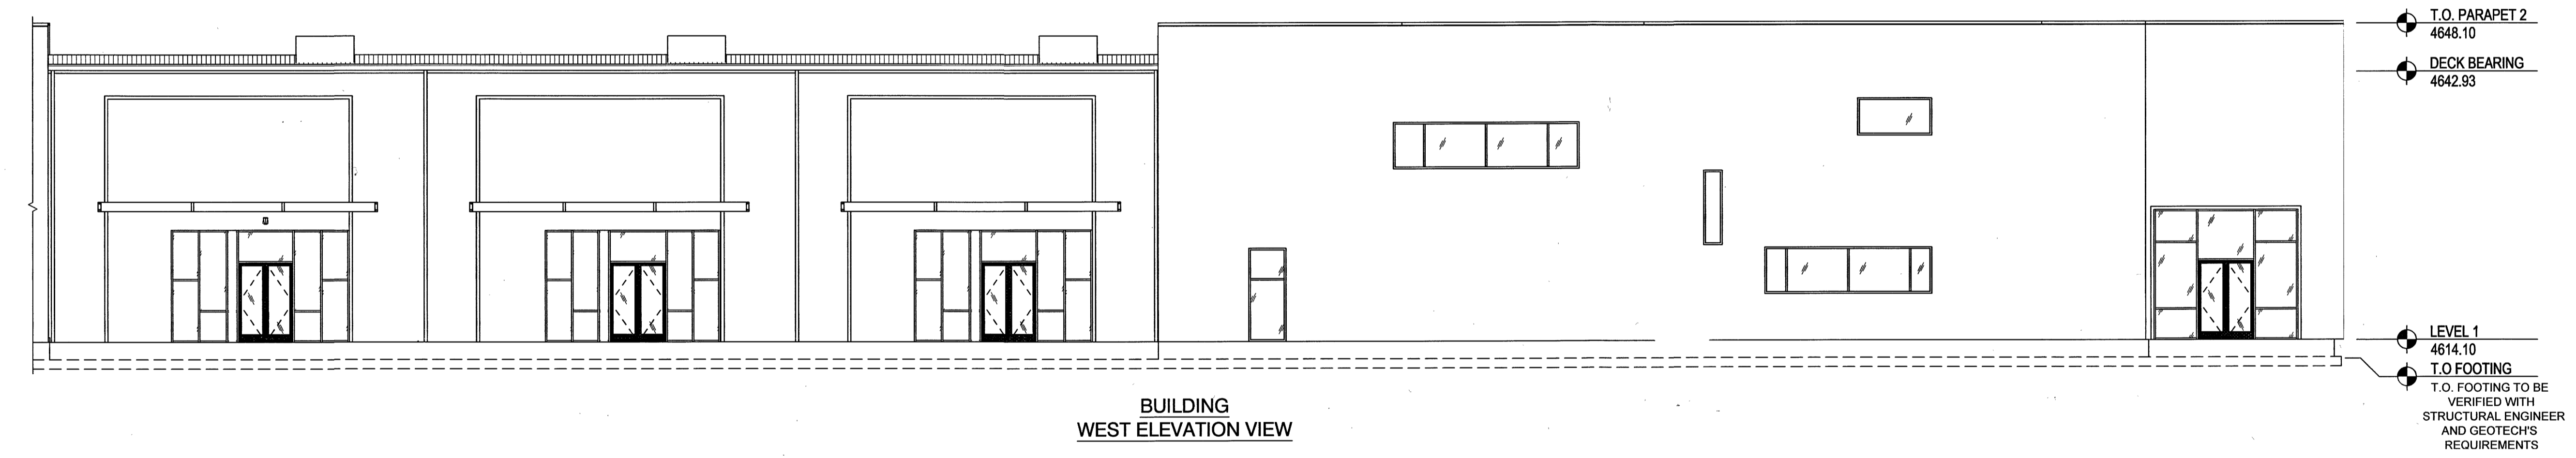 T.O. PARAPET 2
4648.10
DECK BEARING
4642.93
LEVEL 1
4614.10
T.O FOOTING
T.O. FOOTING TO BE
VERIFIED WITH
STRUCTURAL ENGINEER
AND GEOTECH'S
REQUIREMENTS
BUILDING
WEST ELEVATION VIEW